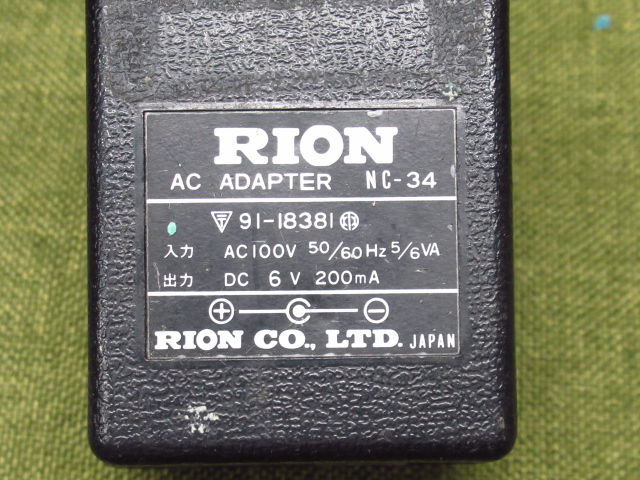 RION
AC ADAPTER NC-34
91-18381
入力 AC100V 50/60Hz 5/6VA
出力 DC 6V 200mA
RION CO., LTD. JAPAN